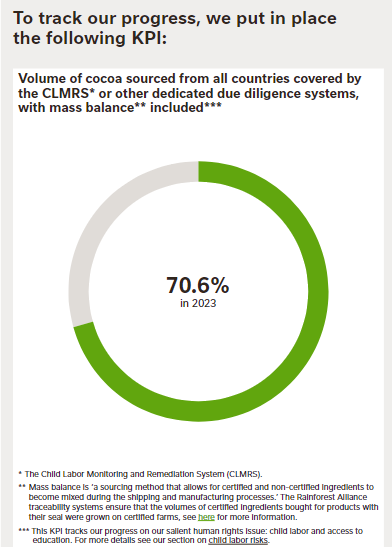 To track our progress, we put in place
the following KPI:
Volume of cocoa sourced from all countries covered by
the CLMRS* or other dedicated due diligence systems,
with mass balance** included***
70.6%
in 2023
* The Child Labor Monitoring and Remediation System (CLMRS).
** Mass balance is ‘a sourcing method that allows for certified and non-certified ingredients to
become mixed during the shipping and manufacturing processes.’ The Rainforest Alliance
traceability systems ensure that the volumes of certified ingredients bought for products with
their seal were grown on certified farms, see here for more information.
*** This KPI tracks our progress on our salient human rights issue: child labor and access to
education. For more details see our section on child labor risks.